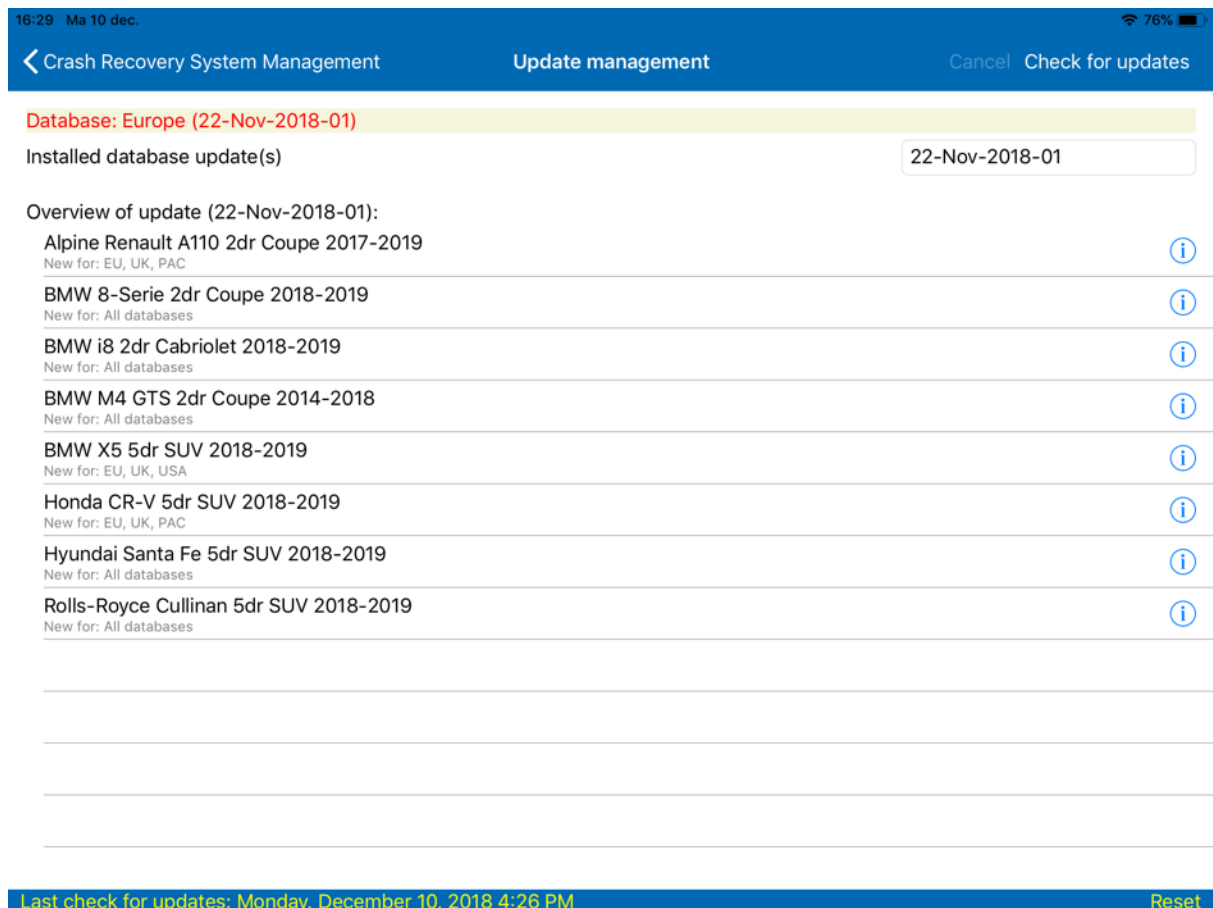 16:29 Ma 10 dec.
76%
Crash Recovery System Management
Update management
Cancel Check for updates
Database: Europe (22-Nov-2018-01)
Installed database update(s)
22-Nov-2018-01
Overview of update (22-Nov-2018-01):
Alpine Renault A110 2dr Coupe 2017-2019
New for: EU, UK, PAC
BMW 8-Serie 2dr Coupe 2018-2019
New for: All databases
BMW i8 2dr Cabriolet 2018-2019
New for: All databases
BMW M4 GTS 2dr Coupe 2014-2018
New for: All databases
BMW X5 5dr SUV 2018-2019
New for: EU, UK, USA
Honda CR-V 5dr SUV 2018-2019
New for: EU, UK, PAC
Hyundai Santa Fe 5dr SUV 2018-2019
New for: All databases
Rolls-Royce Cullinan 5dr SUV 2018-2019
New for: All databases
Last check for updates: Monday, December 10, 2018 4:26 PM
Reset